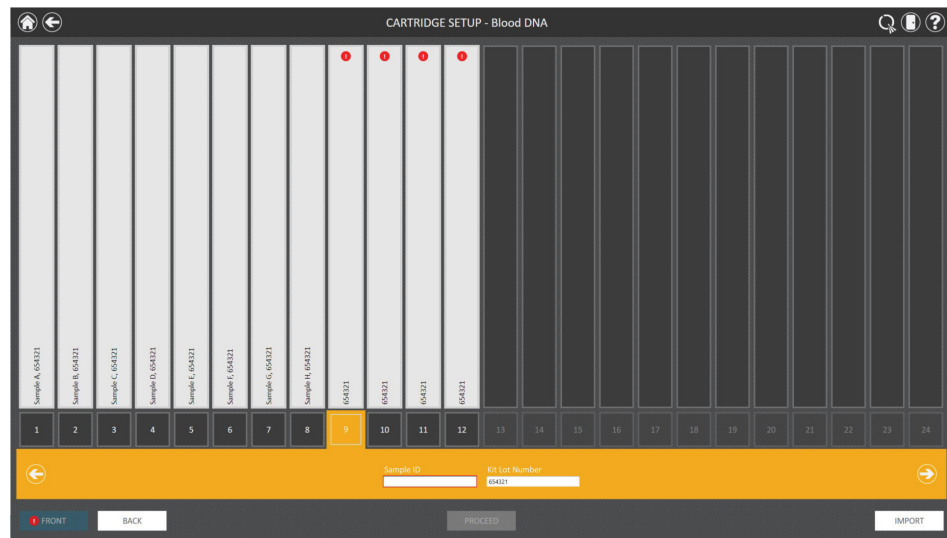 CARTRIDGE SETUP - Blood DNA
?
! ! ! !
Sample A, 654321
Sample B, 654321
Sample C, 654321
Sample D, 654321
Sample E, 654321
Sample F, 654321
Sample G, 654321
Sample H, 654321
654321
654321
654321
654321
1 2 3 4 5 6 7 8 9 10 11 12 13 14 15 16 17 18 19 20 21 22 23 24
Sample ID Kit Lot Number
654321
! FRONT BACK PROCEED IMPORT